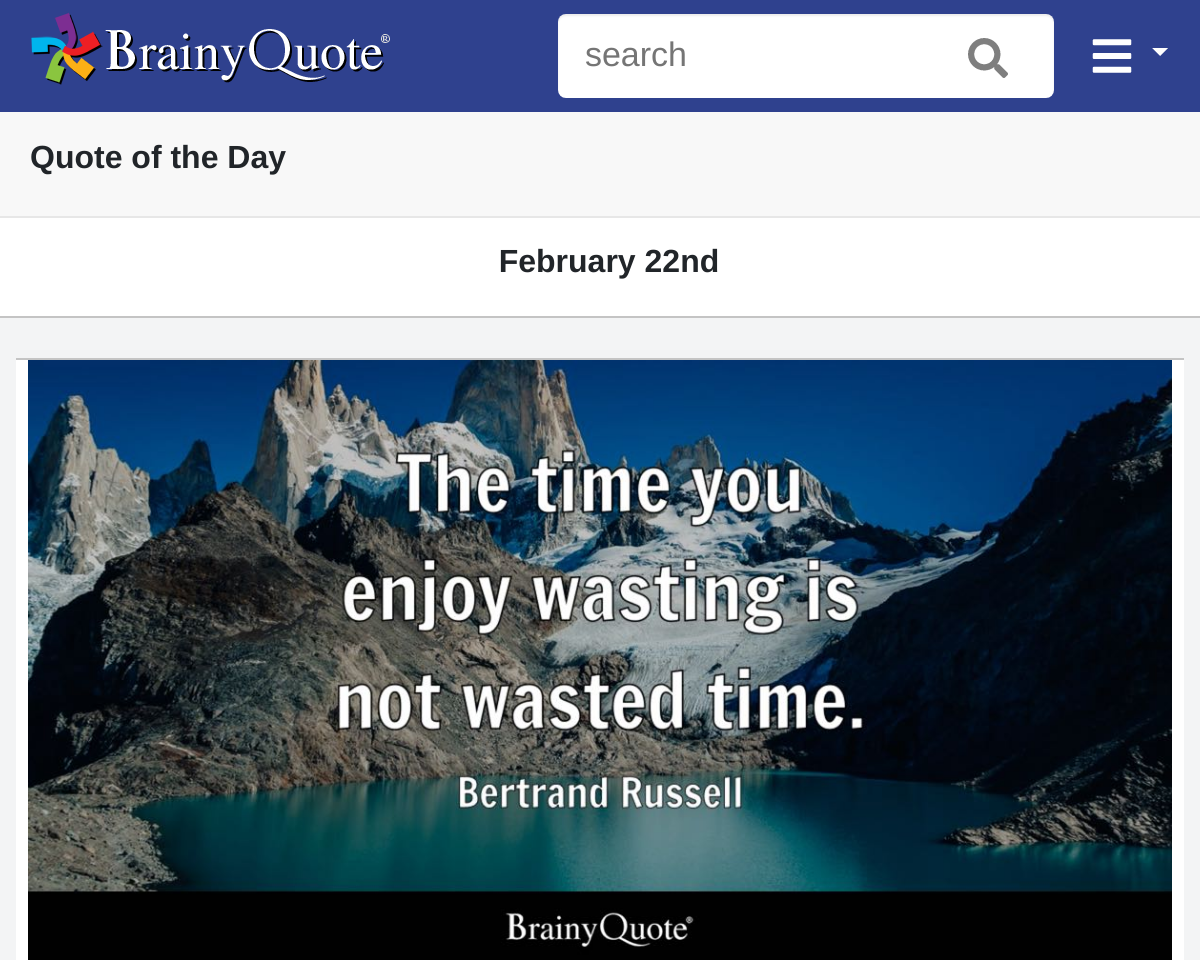 BrainyQuote®
search
Quote of the Day
February 22nd
The time you
enjoy wasting is
not wasted time.
Bertrand Russell
BrainyQuote®